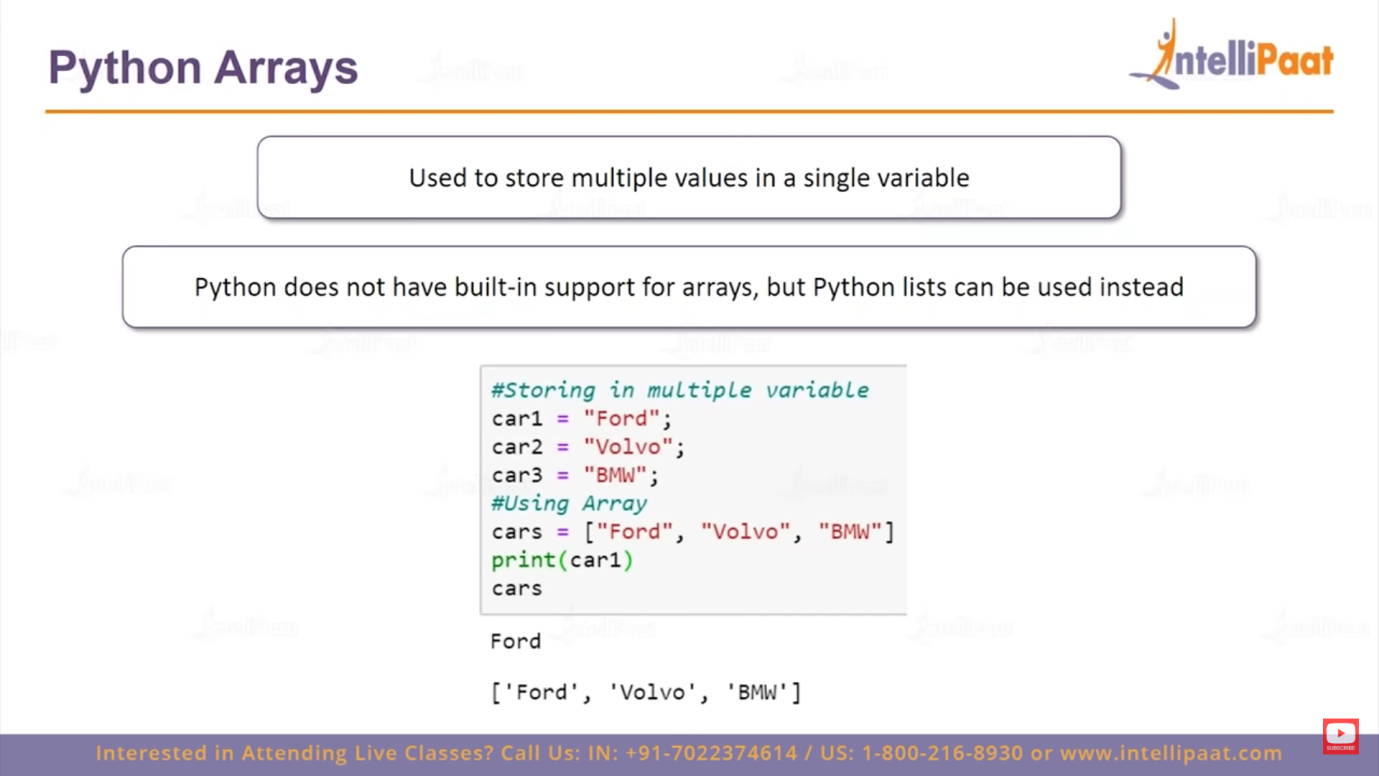 Python Arrays
IntelliPaat
Used to store multiple values in a single variable
Python does not have built-in support for arrays, but Python lists can be used instead
#Storing in multiple variable
car1 = "Ford";
car2 = "Volvo";
car3 = "BMW";
#Using Array
cars = ["Ford", "Volvo", "BMW"]
print(car1)
cars
Ford
['Ford', 'Volvo', 'BMW']
Interested in Attending Live Classes? Call Us: IN: +91-7022374614 / US: 1-800-216-8930 or www.intellipaat.com
SUBSCRIBE